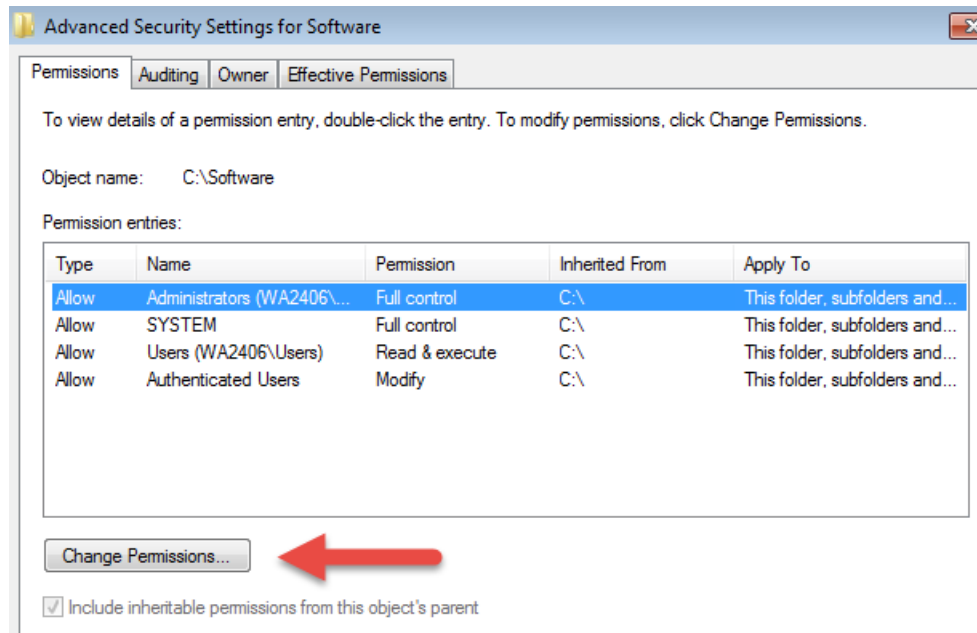 Advanced Security Settings for Software
Permissions Auditing Owner Effective Permissions
To view details of a permission entry, double-click the entry. To modify permissions, click Change Permissions.
Object name: C:\Software
Permission entries:
Type Name Permission Inherited From Apply To
Allow Administrators (WA2406\... Full control C:\ This folder, subfolders and...
Allow SYSTEM Full control C:\ This folder, subfolders and...
Allow Users (WA2406\Users) Read & execute C:\ This folder, subfolders and...
Allow Authenticated Users Modify C:\ This folder, subfolders and...
Change Permissions...
Include inheritable permissions from this object's parent